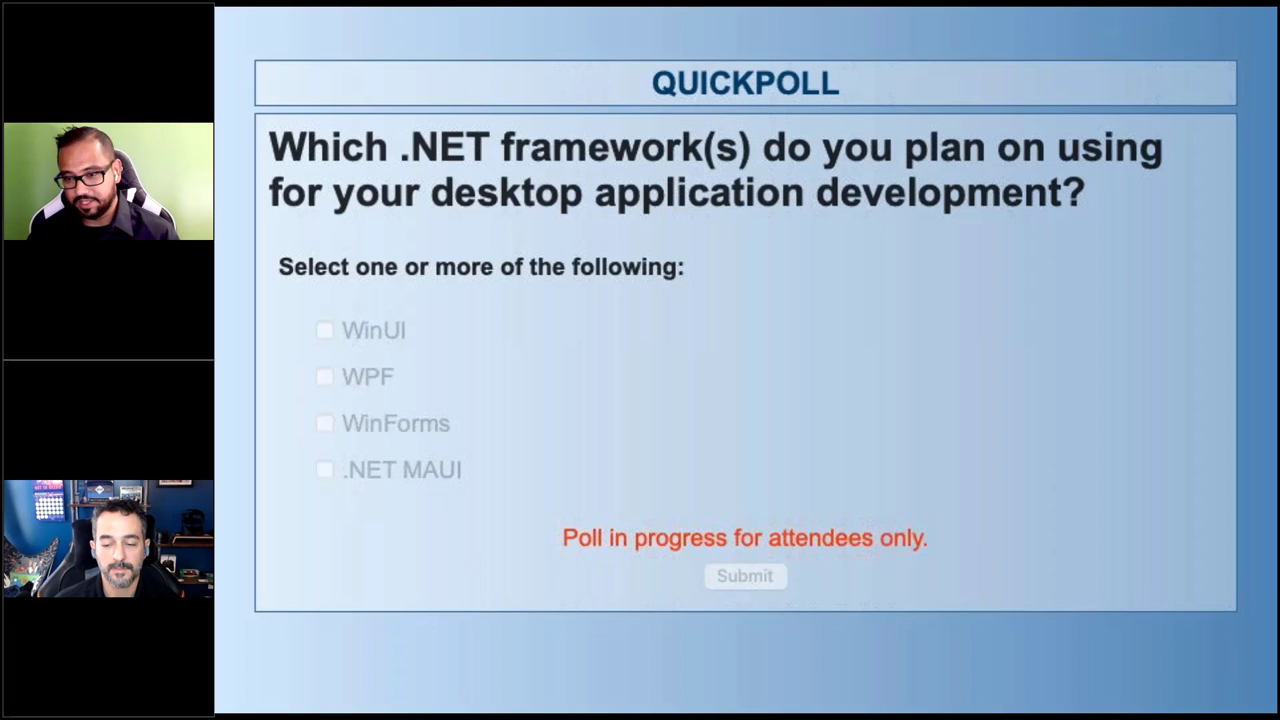 QUICKPOLL
Which .NET framework(s) do you plan on using
for your desktop application development?
Select one or more of the following:
WinUI
WPF
WinForms
.NET MAUI
Poll in progress for attendees only.
Submit